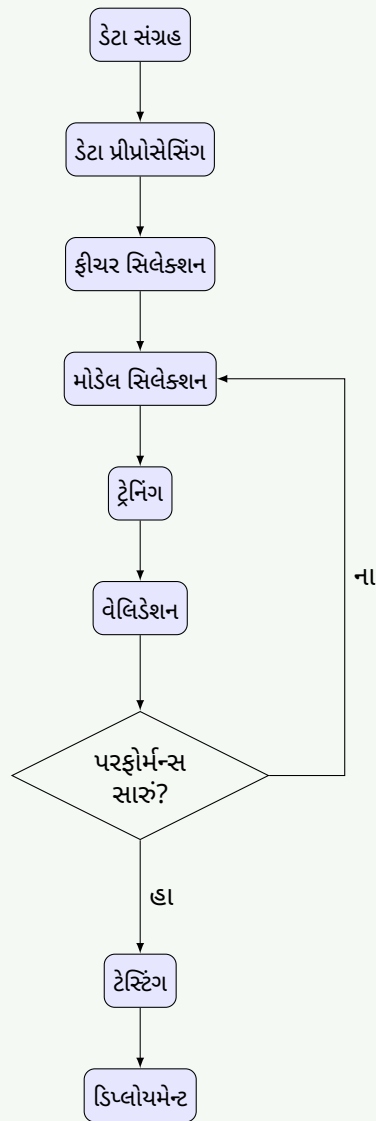 ડેટા સંગ્રહ
ડેટા પ્રીપ્રોસેસિંગ
ફીચર સિલેક્શન
મોડેલ સિલેક્શન
ટ્રેનિંગ
વેલિડેશન
ના
પરફોર્મન્સ
સારું?
હા
ટેસ્ટિંગ
ડિપ્લોયમેન્ટ